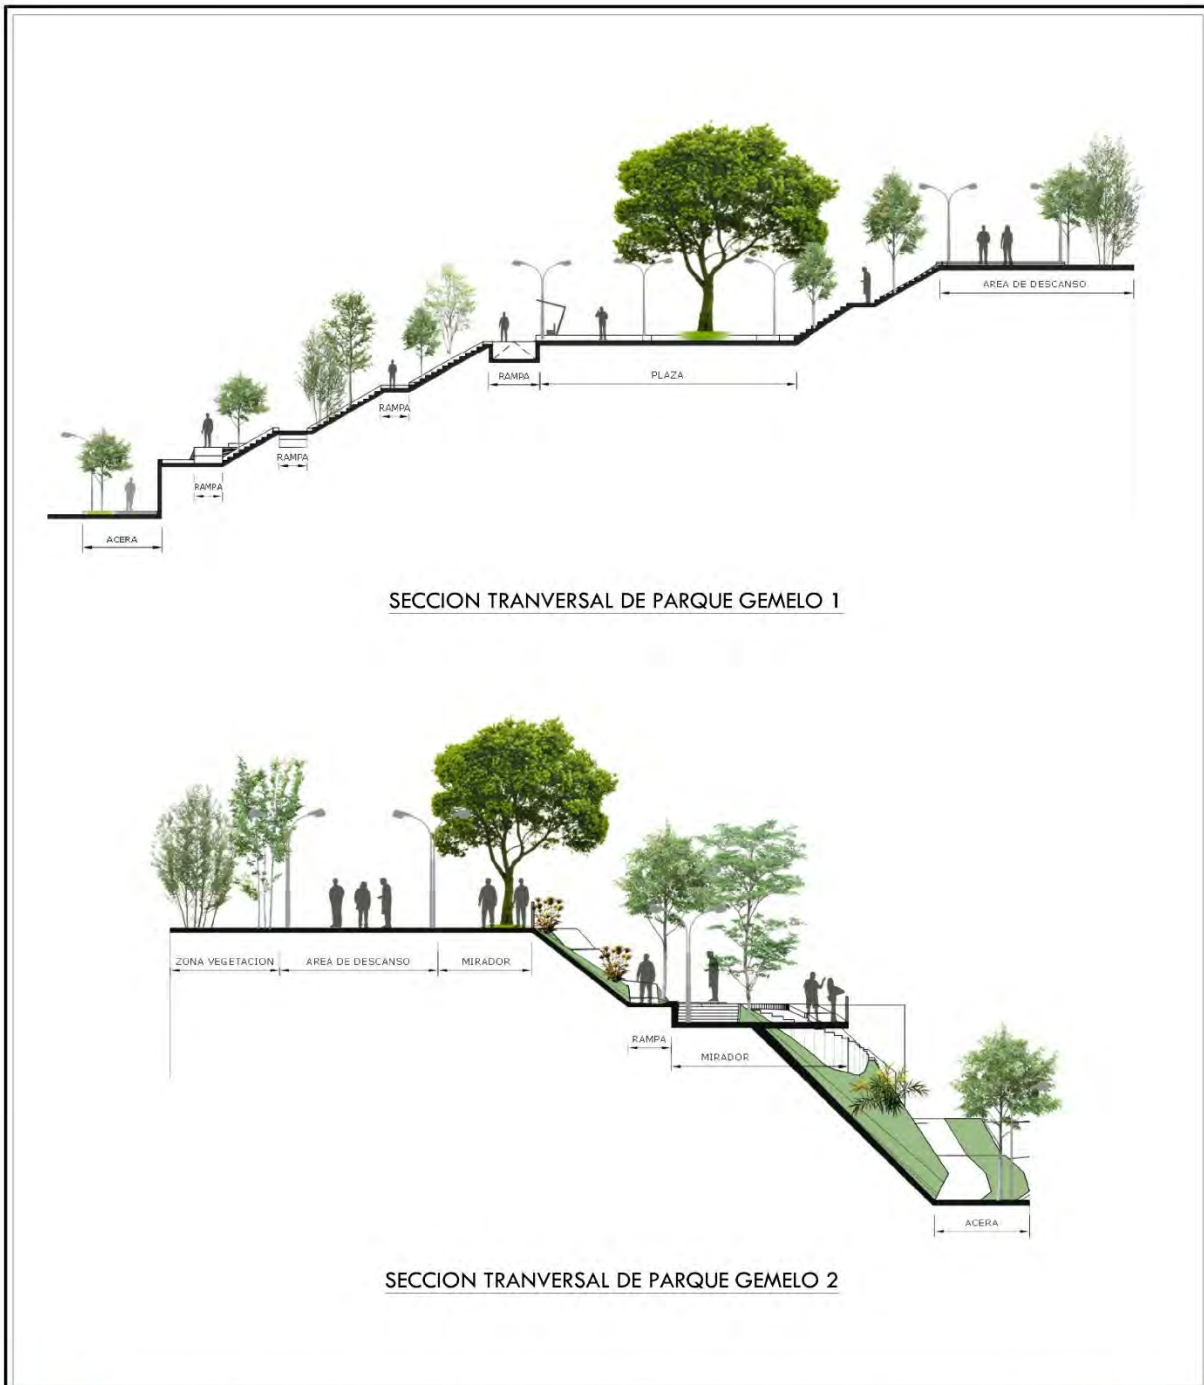 AREA DE DESCANSO
RAMPA
PLAZA
RAMPA
RAMPA
RAMPA
ACERA
SECCION TRANVERSAL DE PARQUE GEMELO 1
ZONA VEGETACION
AREA DE DESCANSO
MIRADOR
RAMPA
MIRADOR
ACERA
SECCION TRANVERSAL DE PARQUE GEMELO 2